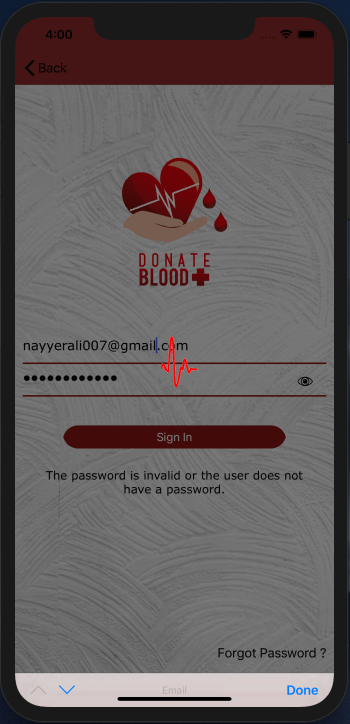 4:00
Back
DONATE
BLOOD
nayyerali007@gmail.com
••••••••••••
Sign In
The password is invalid or the user does not
have a password.
Forgot Password ?
Email
Done